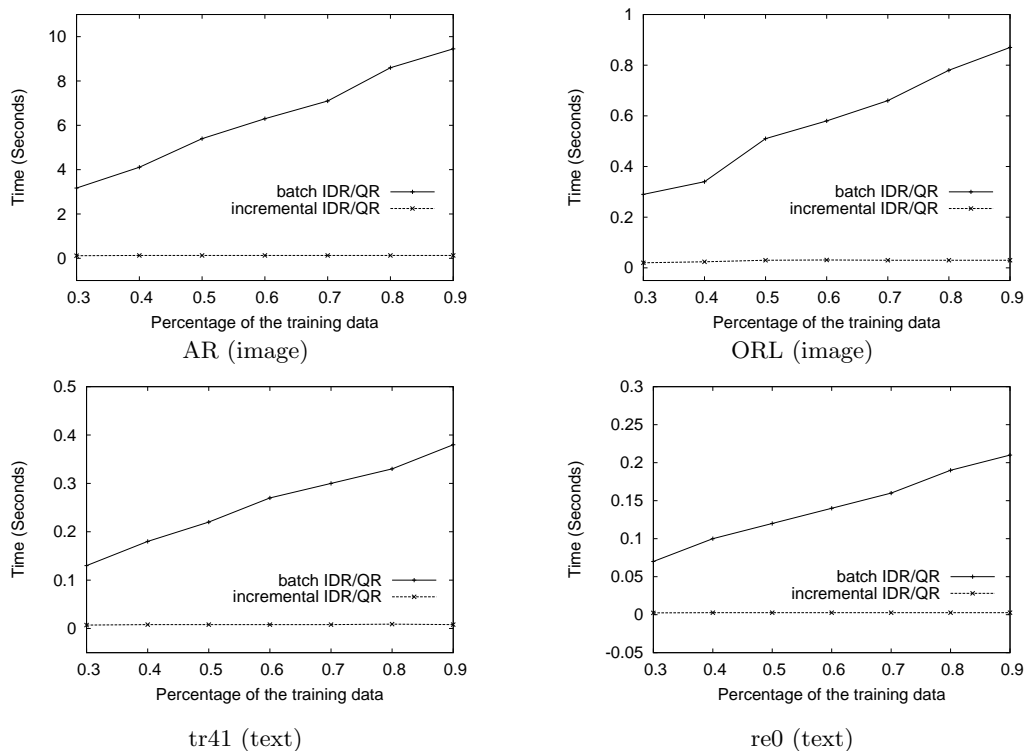 10
8
6
4
2
0
Time (Seconds)
batch IDR/QR
incremental IDR/QR
0.3 0.4 0.5 0.6 0.7 0.8 0.9
Percentage of the training data
AR (image)
1
0.8
0.6
0.4
0.2
0
Time (Seconds)
batch IDR/QR
incremental IDR/QR
0.3 0.4 0.5 0.6 0.7 0.8 0.9
Percentage of the training data
ORL (image)
0.5
0.4
0.3
0.2
0.1
0
Time (Seconds)
batch IDR/QR
incremental IDR/QR
0.3 0.4 0.5 0.6 0.7 0.8 0.9
Percentage of the training data
tr41 (text)
0.3
0.25
0.2
0.15
0.1
0.05
0
-0.05
Time (Seconds)
batch IDR/QR
incremental IDR/QR
0.3 0.4 0.5 0.6 0.7 0.8 0.9
Percentage of the training data
re0 (text)